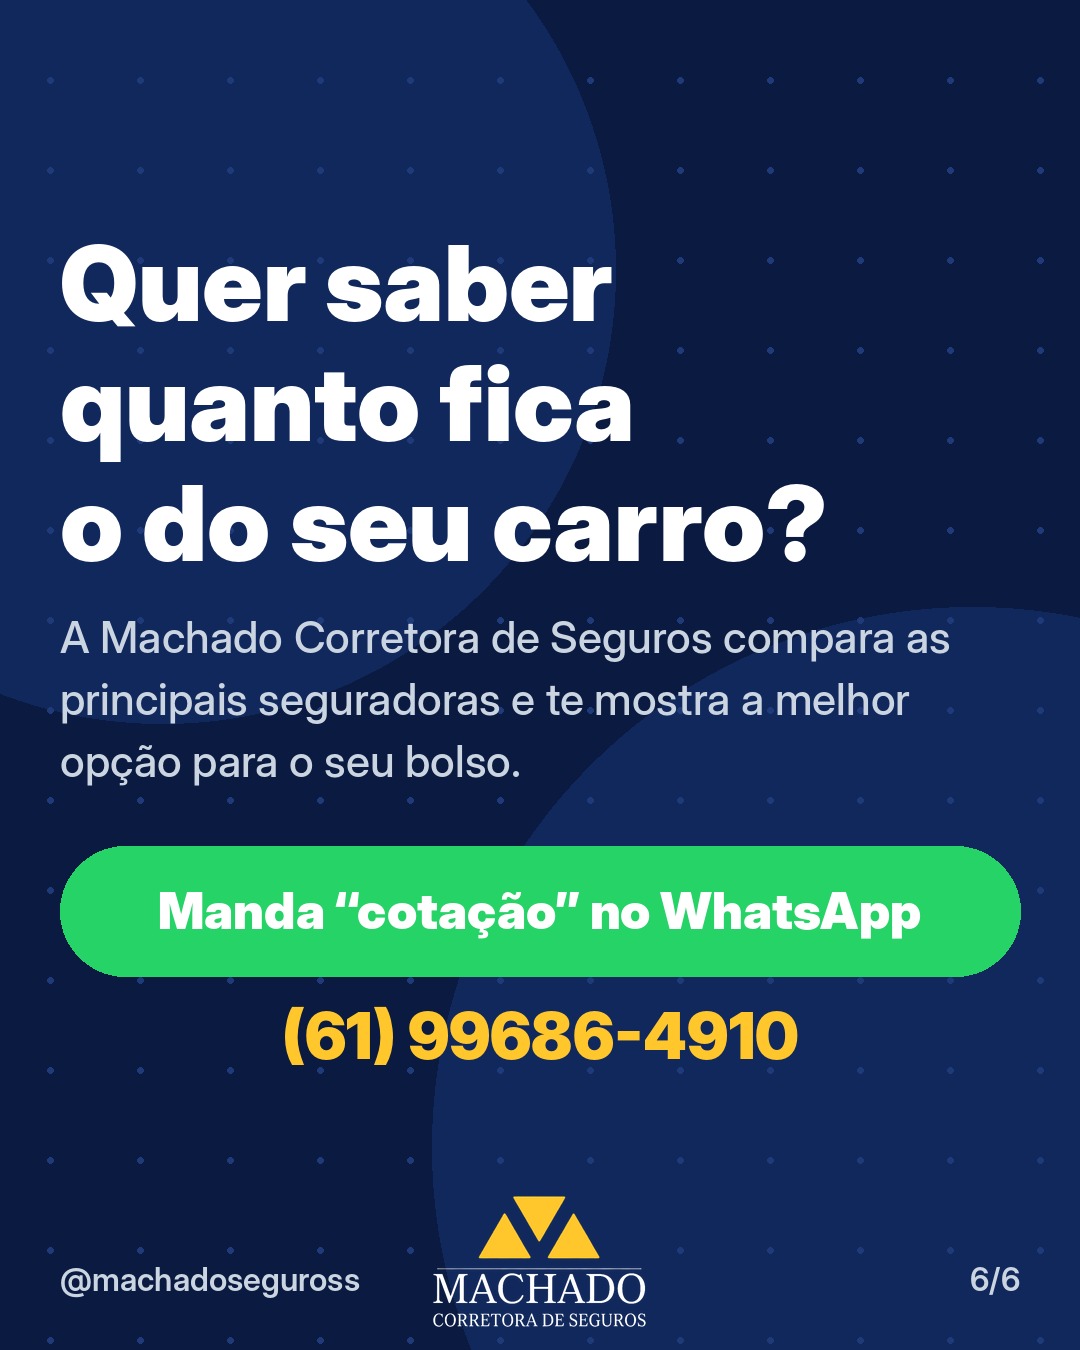 Quer saber
quanto fica
o do seu carro?
A Machado Corretora de Seguros compara as
principais seguradoras e te mostra a melhor
opção para o seu bolso.
Manda “cotação” no WhatsApp
(61) 99686-4910
@machadoseguross
MACHADO
CORRETORA DE SEGUROS
6/6